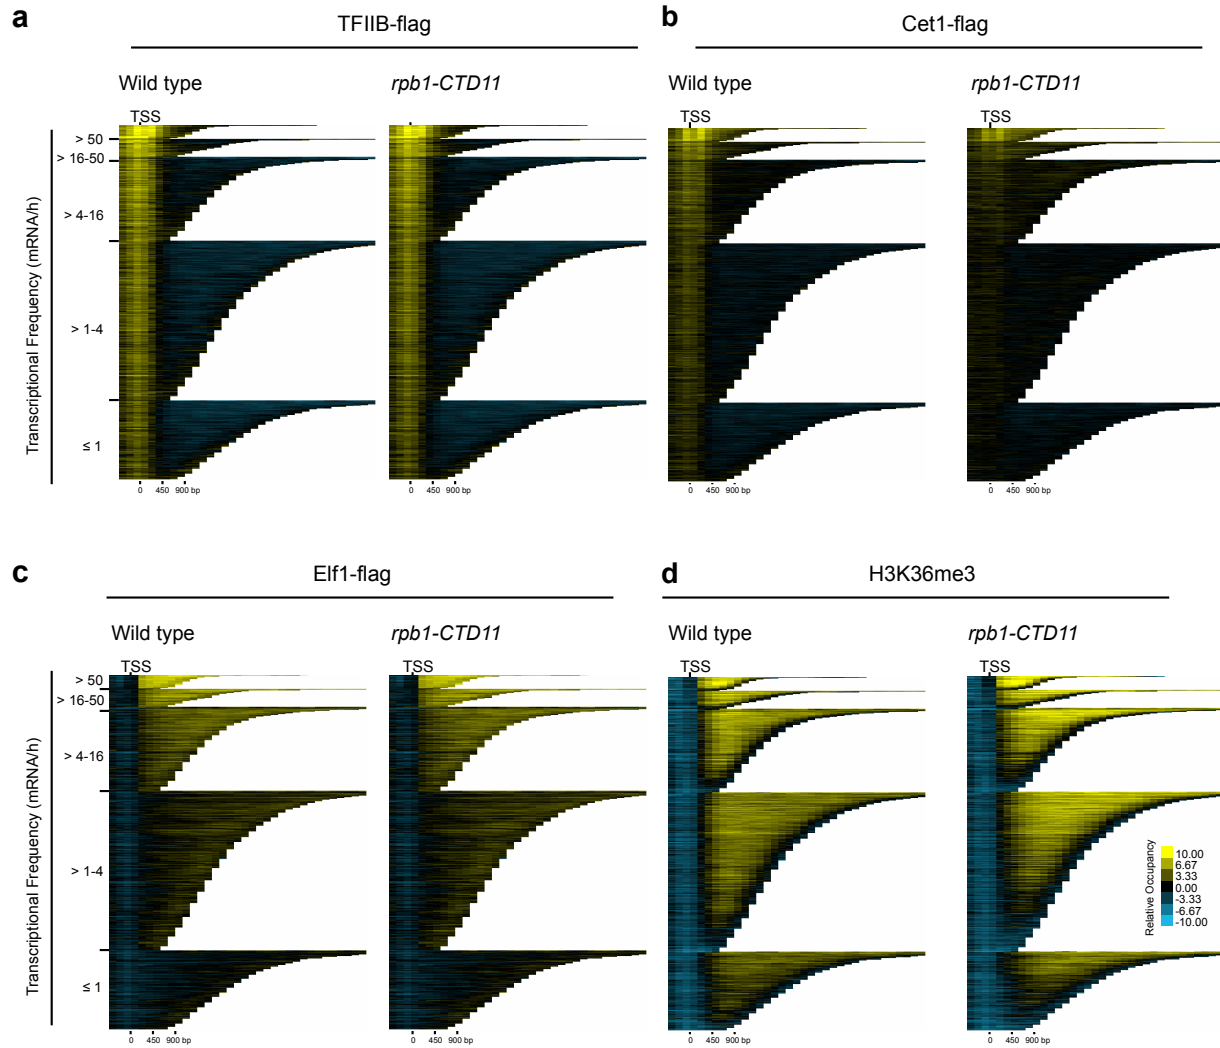 a
TFIIB-flag
Wild type
rpb1-CTD11
TSS
Transcriptional Frequency (mRNA/h)
> 50
> 16-50
> 4-16
> 1-4
≤ 1
0 450 900 bp
0 450 900 bp
b
Cet1-flag
Wild type
rpb1-CTD11
TSS
TSS
0 450 900 bp
0 450 900 bp
c
Elf1-flag
Wild type
rpb1-CTD11
TSS
TSS
Transcriptional Frequency (mRNA/h)
> 50
> 16-50
> 4-16
> 1-4
≤ 1
0 450 900 bp
0 450 900 bp
d
H3K36me3
Wild type
rpb1-CTD11
TSS
TSS
Relative Occupancy
10.00
6.67
3.33
0.00
-3.33
-6.67
-10.00
0 450 900 bp
0 450 900 bp